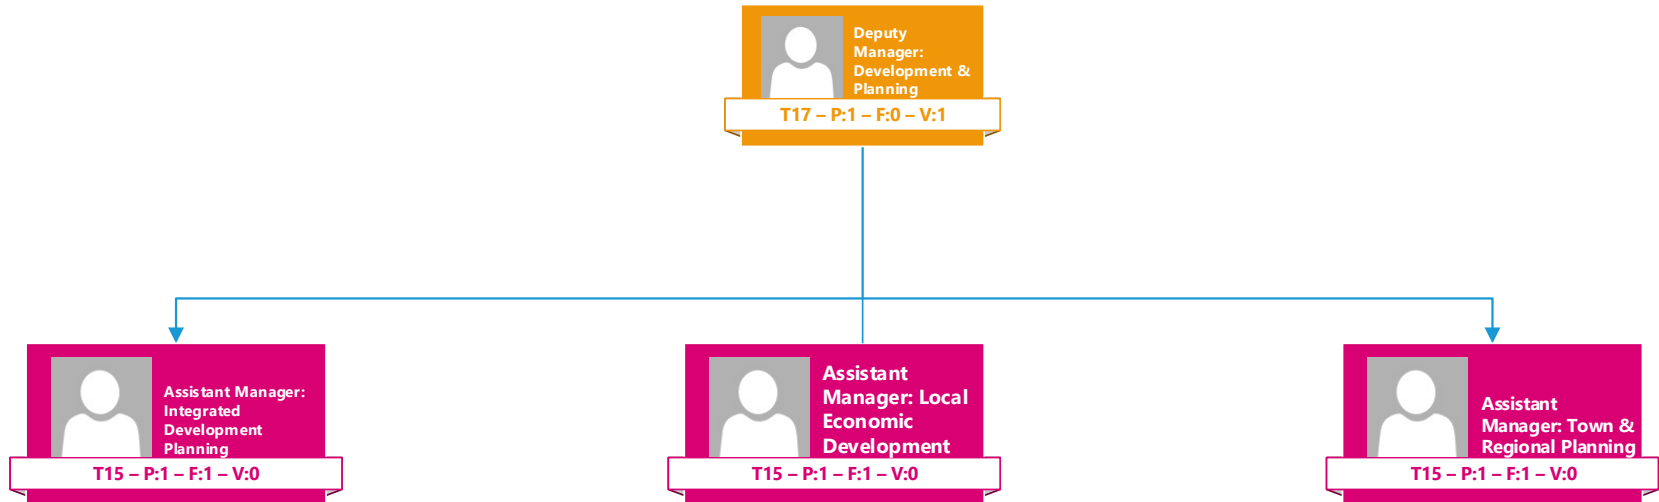 Deputy
Manager:
Development &
Planning
T17 – P:1 – F:0 – V:1
Assistant Manager:
Integrated
Development
Planning
T15 – P:1 – F:1 – V:0
Assistant
Manager: Local
Economic
Development
T15 – P:1 – F:1 – V:0
Assistant
Manager: Town &
Regional Planning
T15 – P:1 – F:1 – V:0